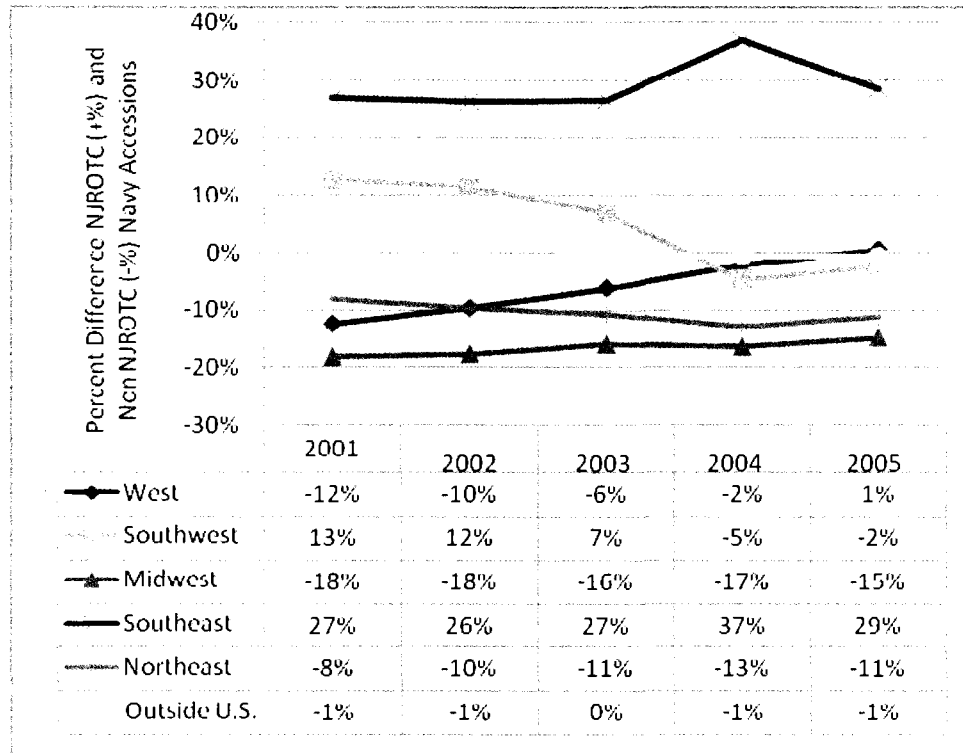 40%
30%
20%
10%
0%
-10%
-20%
-30%
Percent Difference NJROTC (+%) and
Non NJROTC (-%) Navy Accessions
2001 2002 2003 2004 2005
West -12% -10% -6% -2% 1%
Southwest 13% 12% 7% -5% -2%
Midwest -18% -18% -16% -17% -15%
Southeast 27% 26% 27% 37% 29%
Northeast -8% -10% -11% -13% -11%
Outside U.S. -1% -1% 0% -1% -1%